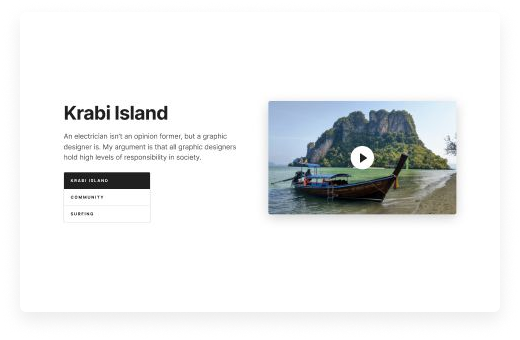 Krabi Island
An electrician isn't an opinion former, but a graphic
designer is. My argument is that all graphic designers
hold high levels of responsibility in society.
KRABI ISLAND
COMMUNITY
SURFING